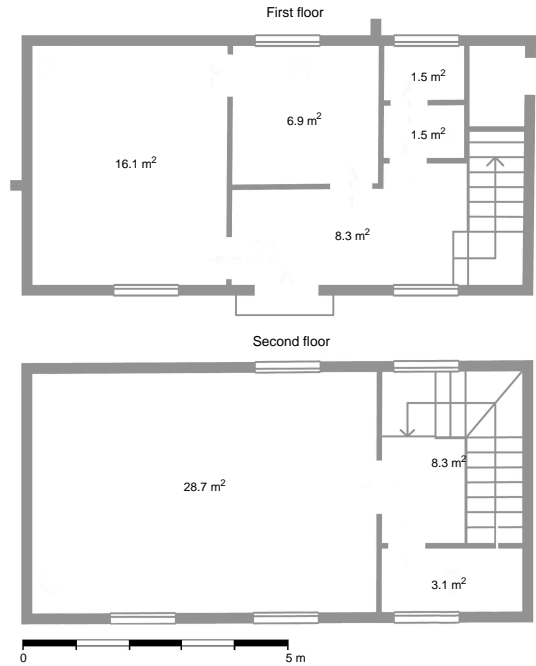 First floor
1.5 m²
6.9 m²
1.5 m²
16.1 m²
8.3 m²
Second floor
8.3 m²
28.7 m²
3.1 m²
0 5 m